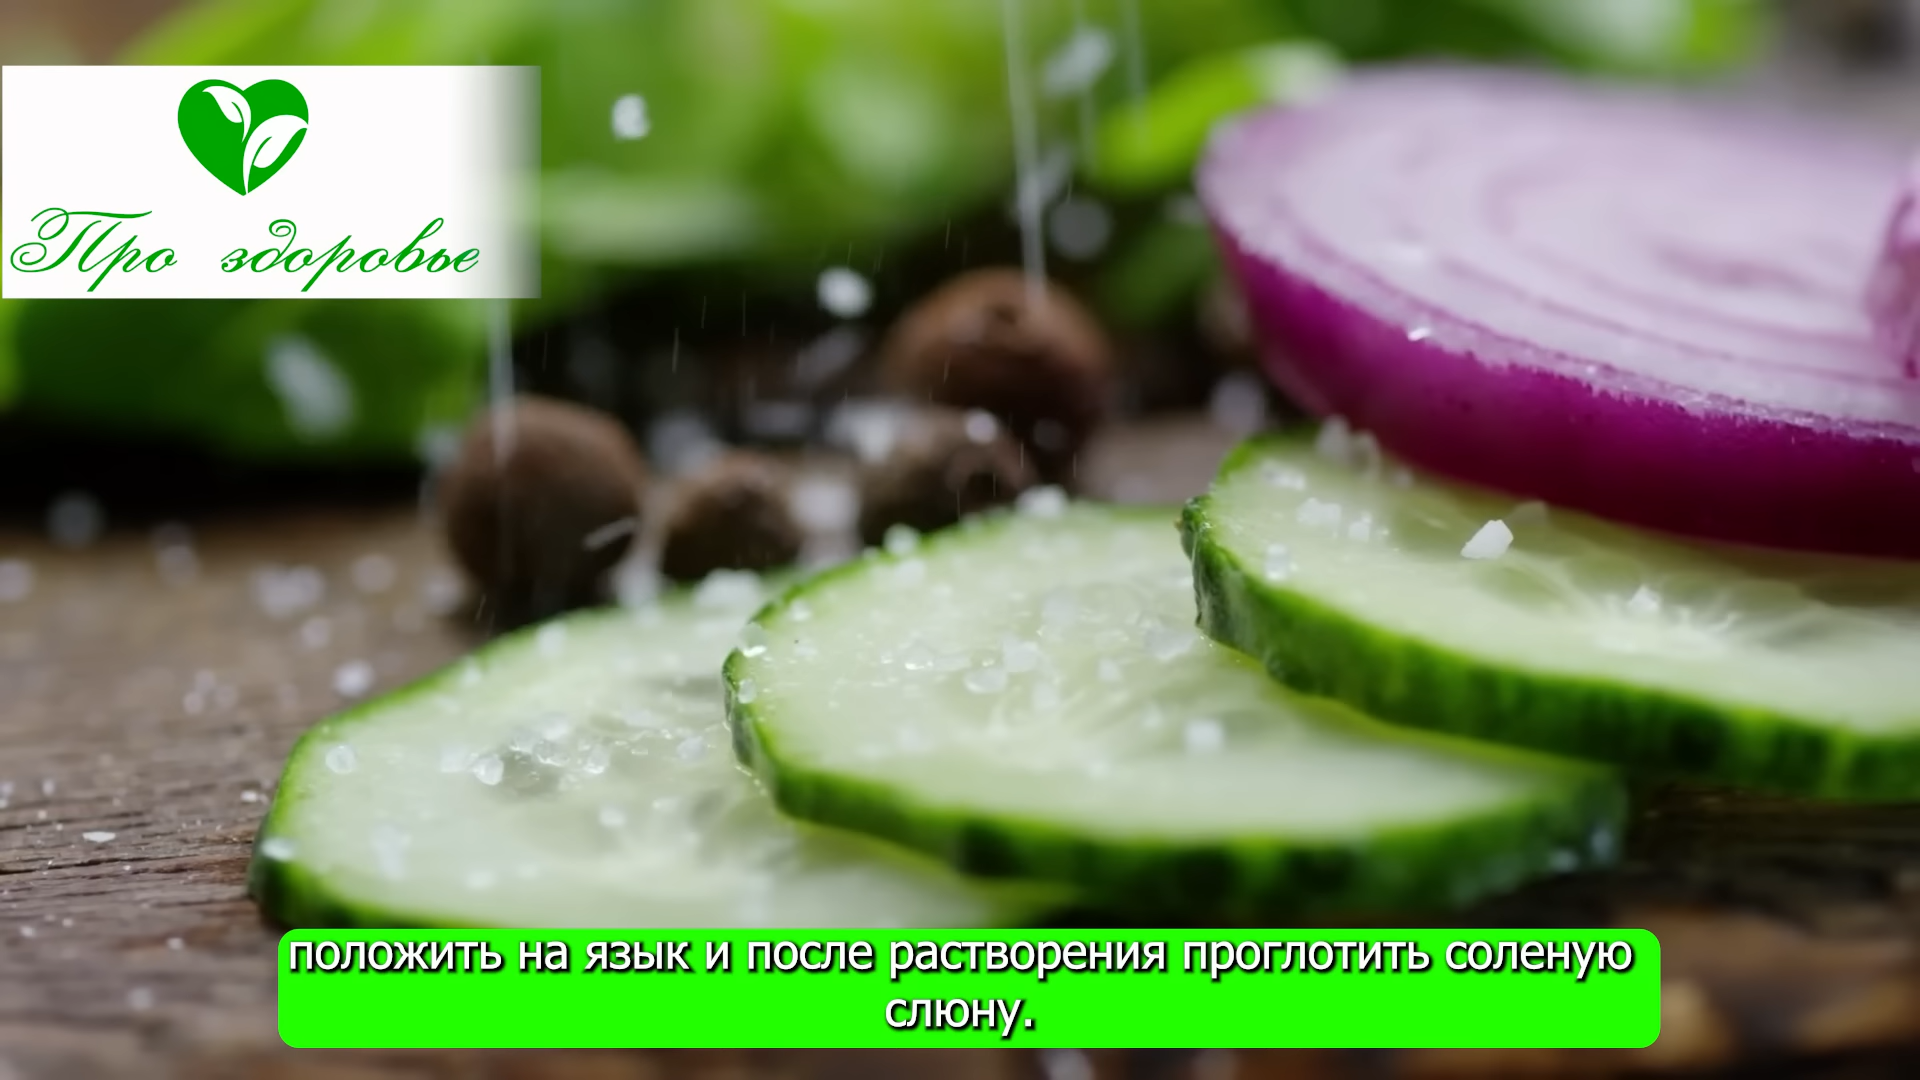 Про здоровье
положить на язык и после растворения проглотить соленую
слюну.